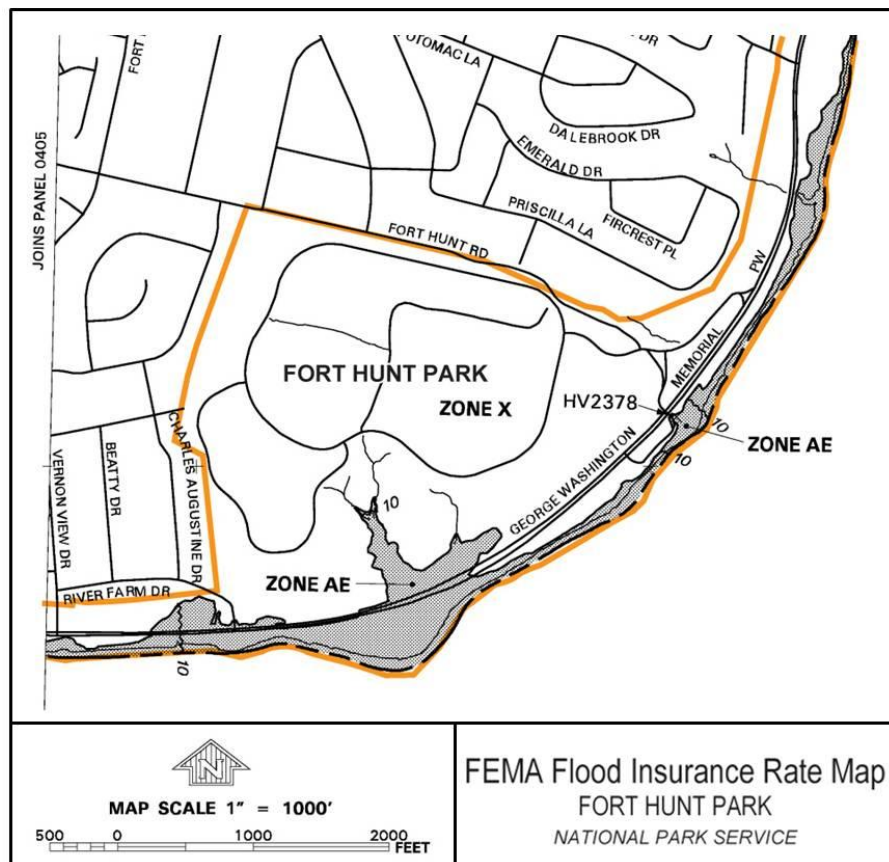 JOINS PANEL 0405
FORT
OTOMAC LA
DR
DALEBROOK DR
EMERALD DR
PRISCILLA LA
FIRCREST PL
FORT HUNT RD
PW
MEMORIAL
FORT HUNT PARK
ZONE X
HV2378
10
ZONE AE
10
GEORGE WASHINGTON
CHARLES AUGUSTINE DR
BEATTY DR
VERNON VIEW DR
10
ZONE AE
RIVER FARM DR
10
N
MAP SCALE 1" = 1000'
500 0 1000 2000
FEET
FEMA Flood Insurance Rate Map
FORT HUNT PARK
NATIONAL PARK SERVICE